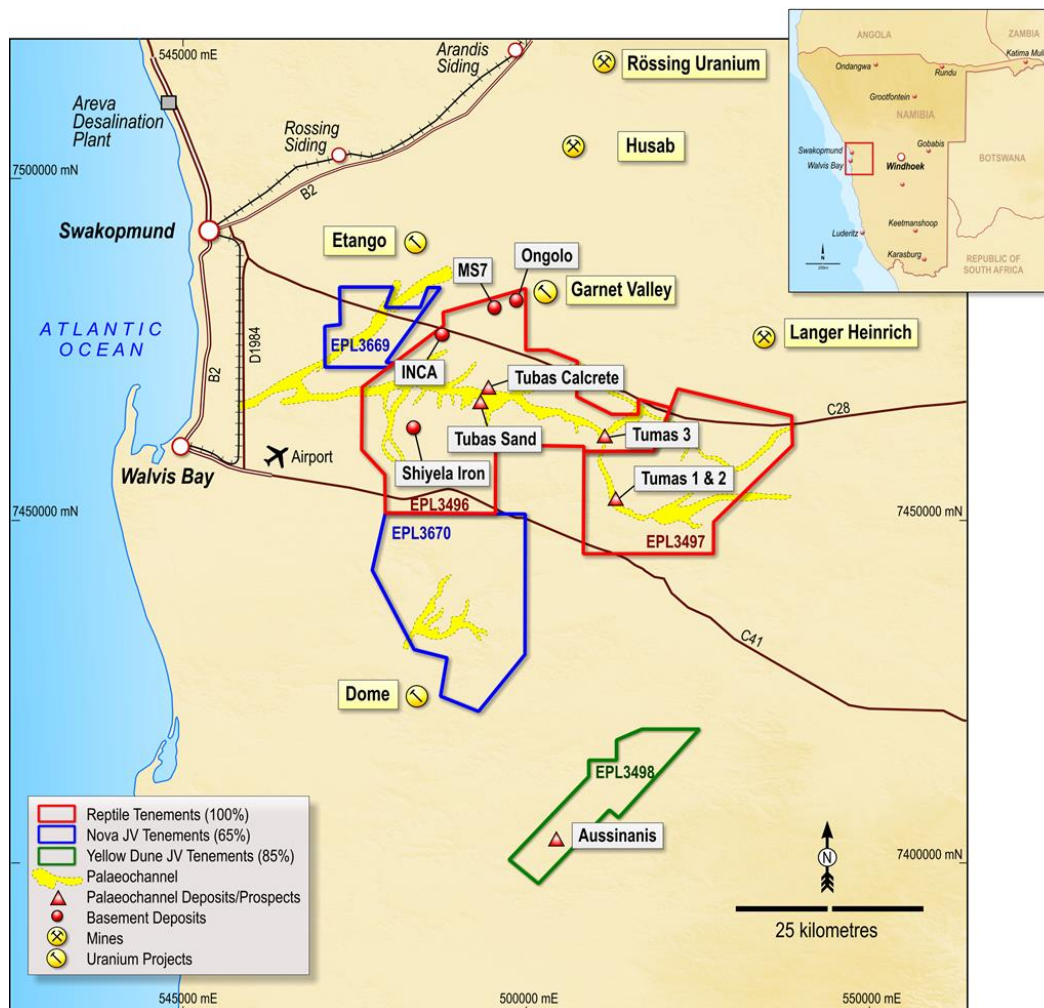 545000 mE
Arandis
Siding
Rössing Uranium
Areva
Desalination
Plant
Rossing
Siding
Husab
7500000 mN
B2
Swakopmund
Etango
Ongolo
MS7
Garnet Valley
ATLANTIC
OCEAN
EPL3669
Langer Heinrich
D1984
B2
INCA
Tubas Calcrete
C28
Tubas Sand
Tumas 3
Walvis Bay
Airport
Shiyela Iron
Tumas 1 & 2
EPL3496
7450000 mN
7450000 mN
EPL3670
EPL3497
C41
Dome
EPL3498
Aussinanis
7400000 mN
N
25 kilometres
545000 mE
500000 mE
550000 mE
Reptile Tenements (100%)
Nova JV Tenements (65%)
Yellow Dune JV Tenements (85%)
Palaeochannel
Palaeochannel Deposits/Prospects
Basement Deposits
Mines
Uranium Projects
ANGOLA
ZAMBIA
Katima Muli
Ondangwa
Rundu
Grootfontein
NAMIBIA
Swakopmund
Gobabis
Walvis Bay
Windhoek
BOTSWANA
Keetmanshoop
Luderitz
Karasburg
REPUBLIC OF
SOUTH AFRICA
N